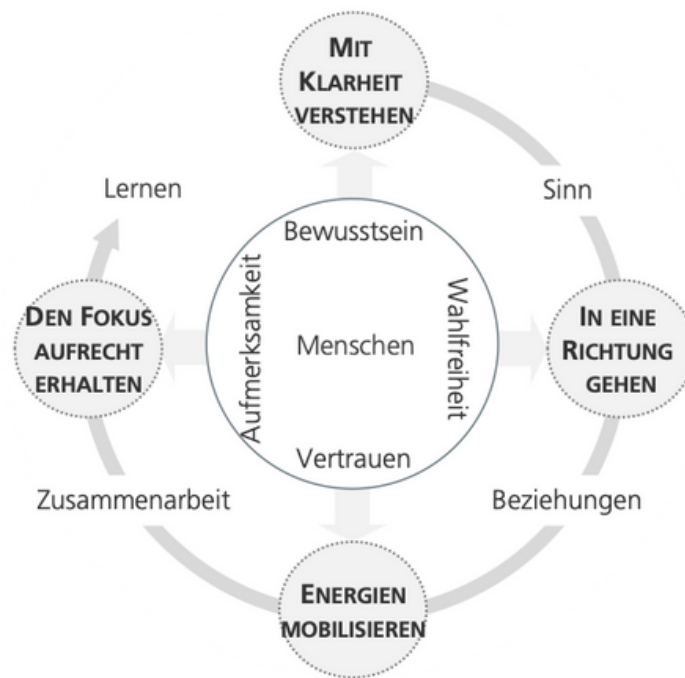 MIT
KLARHEIT
VERSTEHEN
Lernen
Sinn
Bewusstsein
Aufmerksamkeit
Wahlfreiheit
DEN FOKUS
AUFRECHT
ERHALTEN
Menschen
IN EINE
RICHTUNG
GEHEN
Vertrauen
Zusammenarbeit
Beziehungen
ENERGIEN
MOBILISIEREN